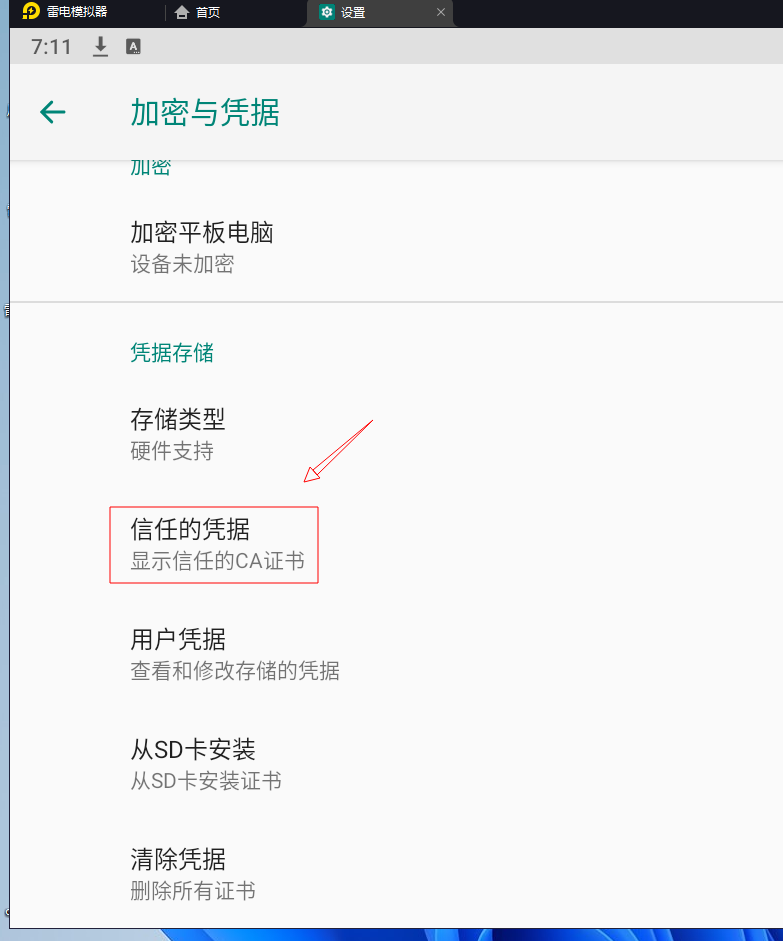 雷电模拟器
首页
设置
7:11
A
加密与凭据
加密
加密平板电脑
设备未加密
凭据存储
存储类型
硬件支持
信任的凭据
显示信任的CA证书
用户凭据
查看和修改存储的凭据
从SD卡安装
从SD卡安装证书
清除凭据
删除所有证书